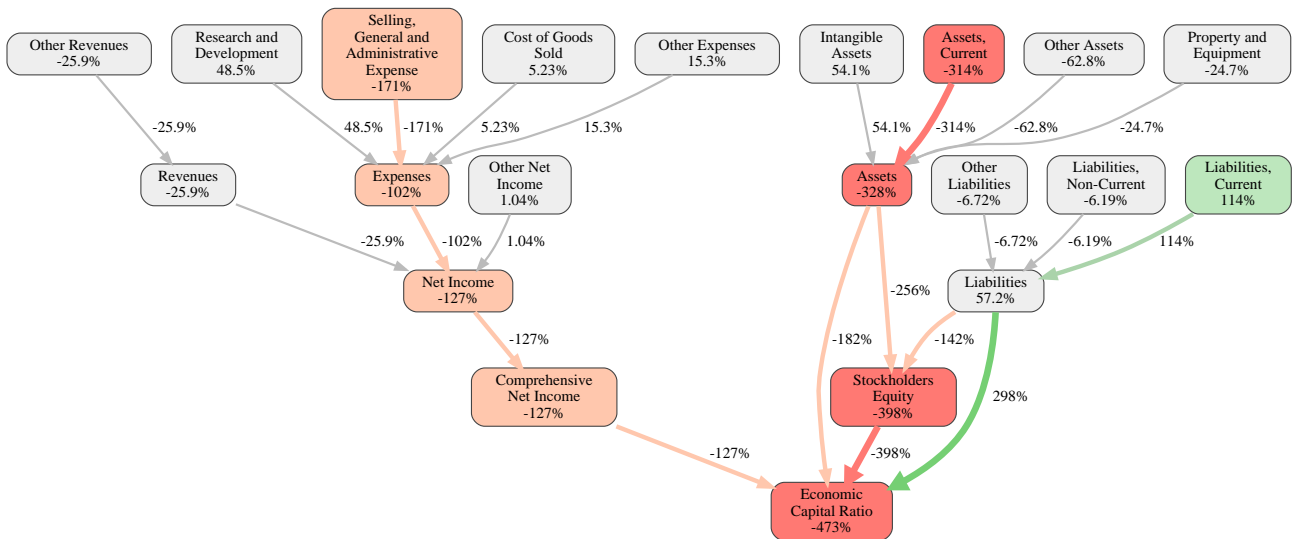 Other Revenues
-25.9%
Research and
Development
48.5%
Selling,
General and
Administrative
Expense
-171%
Cost of Goods
Sold
5.23%
Other Expenses
15.3%
Intangible
Assets
54.1%
Assets,
Current
-314%
Other Assets
-62.8%
Property and
Equipment
-24.7%
-25.9%
48.5%
-171%
5.23%
15.3%
54.1%
-314%
-62.8%
-24.7%
Revenues
-25.9%
Expenses
-102%
Other Net
Income
1.04%
Assets
-328%
Other
Liabilities
-6.72%
Liabilities,
Non-Current
-6.19%
Liabilities,
Current
114%
-25.9%
-102%
1.04%
-6.72%
-6.19%
114%
Net Income
-127%
-256%
Liabilities
57.2%
-127%
-182%
-142%
Comprehensive
Net Income
-127%
Stockholders
Equity
-398%
298%
-127%
-398%
Economic
Capital Ratio
-473%